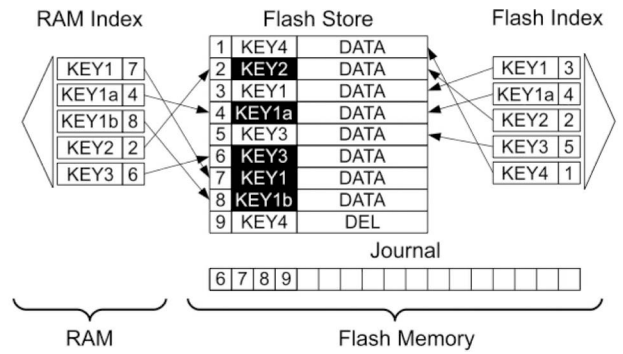 RAM Index Flash Store Flash Index
1 KEY4 DATA
KEY1 7 2 KEY2 DATA KEY1 3
KEY1a 4 3 KEY1 DATA KEY1a 4
KEY1b 8 4 KEY1a DATA KEY2 2
KEY2 2 5 KEY3 DATA KEY3 5
KEY3 6 6 KEY3 DATA KEY4 1
7 KEY1 DATA
8 KEY1b DATA
9 KEY4 DEL
Journal
6 7 8 9
RAM Flash Memory